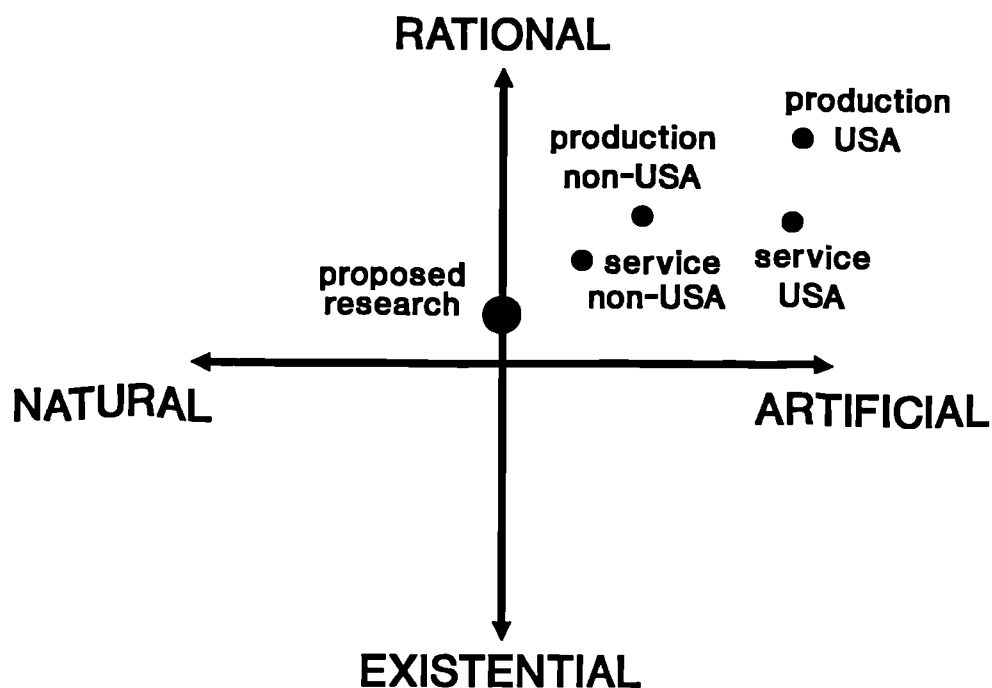 RATIONAL
production
USA
production
non-USA
service
non-USA
service
USA
proposed
research
NATURAL
ARTIFICIAL
EXISTENTIAL